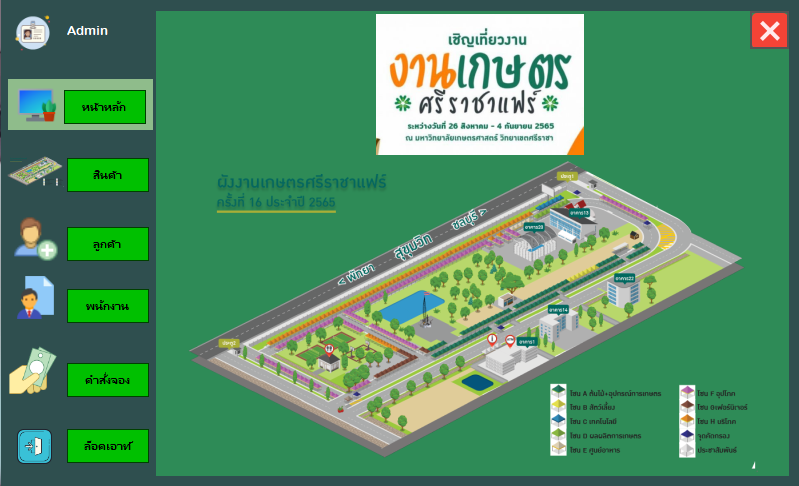 Admin
หน้าหลัก
สินค้า
ลูกค้า
พนักงาน
คำสั่งจอง
ล็อคเอาท์
เชิญเที่ยวงาน
งานเกษตร
ศรีราชาแฟร์
ระหว่างวันที่ 26 สิงหาคม - 4 กันยายน 2565
ณ มหาวิทยาลัยเกษตรศาสตร์ วิทยาเขตศรีราชา
ผังงานเกษตรศรีราชาแฟร์
ครั้งที่ 16 ประจำปี 2565
< พัทยา สุขุมวิท ชลบุรี >
ประตู1
อาคาร13
อาคาร20
อาคาร23
อาคาร14
อาคาร1
ประตู2
โซน A ต้นไม้+อุปกรณ์การเกษตร
โซน B สัตว์เลี้ยง
โซน C เทคโนโลยี
โซน D ผลผลิตการเกษตร
โซน E ศูนย์อาหาร
โซน F อุปโภค
โซน Gเฟอร์นิเจอร์
โซน H บริโภค
จุดคัดกรอง
ประชาสัมพันธ์